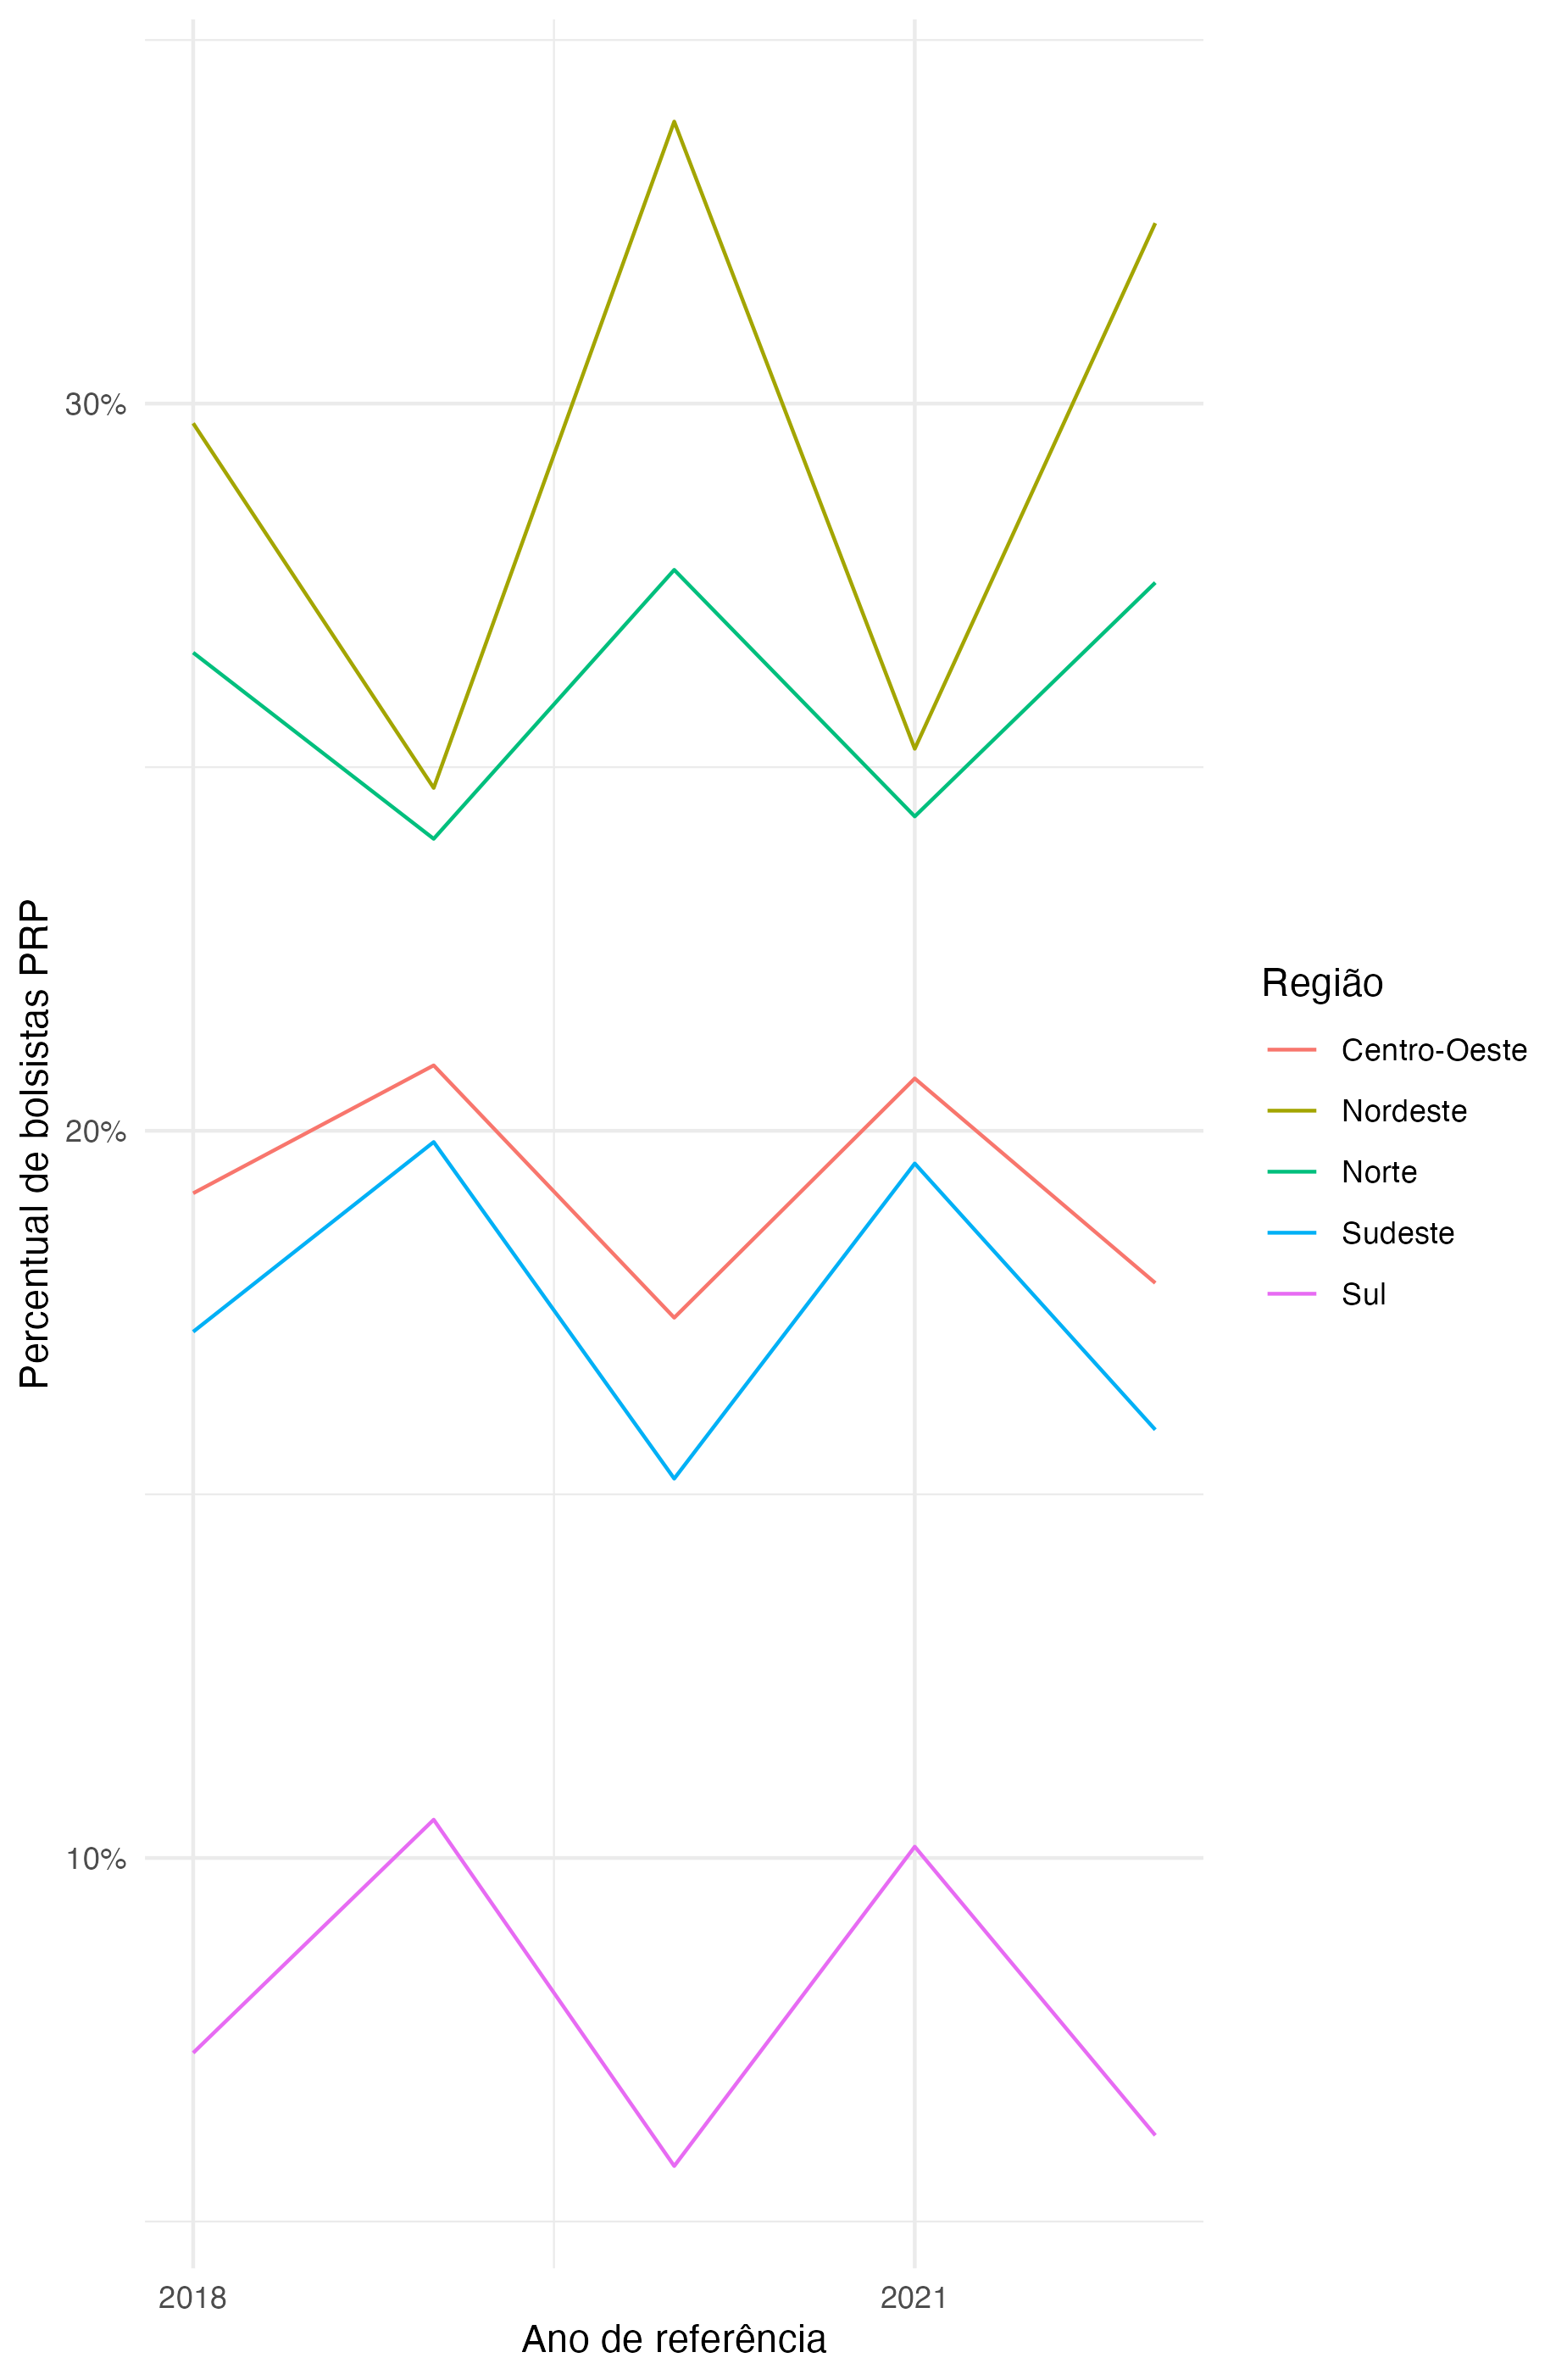 30%
20%
10%
Percentual de bolsistas PRP
2018
2021
Ano de referência
Região
Centro-Oeste
Nordeste
Norte
Sudeste
Sul